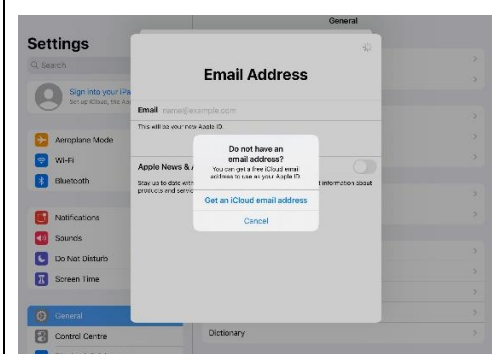 General
Settings
Search
Sign into your iPa
Set up iCloud, the Ap
Aeroplane Mode
Wi-Fi
Bluetooth
Notifications
Sounds
Do Not Disturb
Screen Time
General
Control Centre
Email Address
Email name@example.com
This will be your new Apple ID.
Apple News &
Stay up to date with
t information about
products and servic
Do not have an
email address?
You can get a free iCloud email
address to use as your Apple ID.
Get an iCloud email address
Cancel
Dictionary